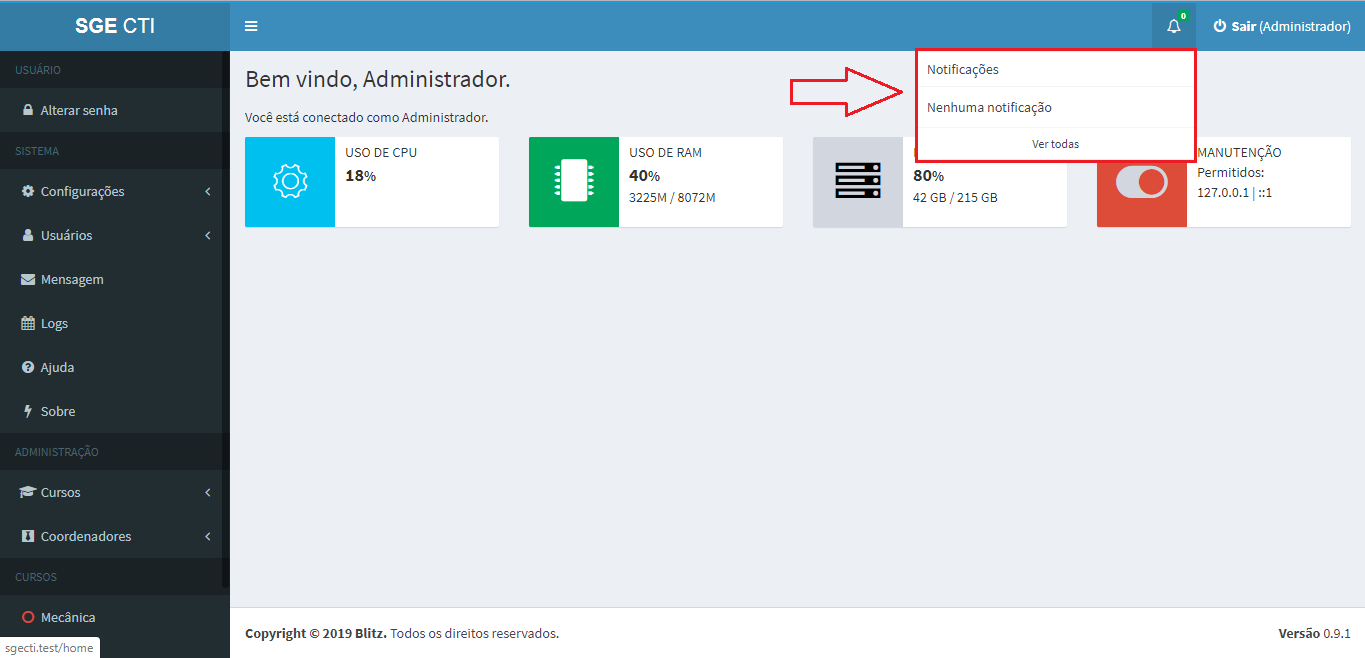 SGE CTI
0
Sair (Administrador)
USUÁRIO
Alterar senha
SISTEMA
Configurações
Usuários
Mensagem
Logs
Ajuda
Sobre
ADMINISTRAÇÃO
Cursos
Coordenadores
CURSOS
Mecânica
sgecti.test/home
Bem vindo, Administrador.
Você está conectado como Administrador.
Notificações
Nenhuma notificação
Ver todas
USO DE CPU
18%
USO DE RAM
40%
3225M / 8072M
80%
42 GB / 215 GB
MANUTENÇÃO
Permitidos:
127.0.0.1 | ::1
Copyright © 2019 Blitz. Todos os direitos reservados.
Versão 0.9.1